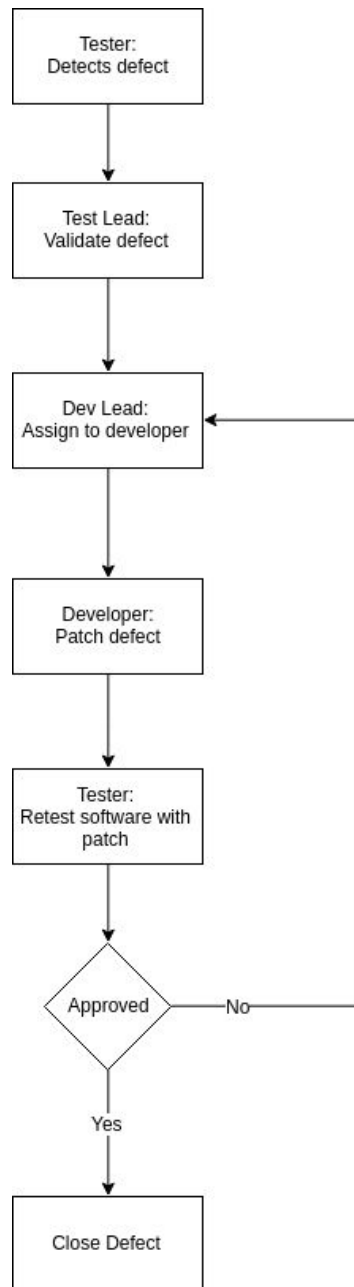 Tester:
Detects defect
Test Lead:
Validate defect
Dev Lead:
Assign to developer
Developer:
Patch defect
Tester:
Retest software with
patch
Approved
No
Yes
Close Defect